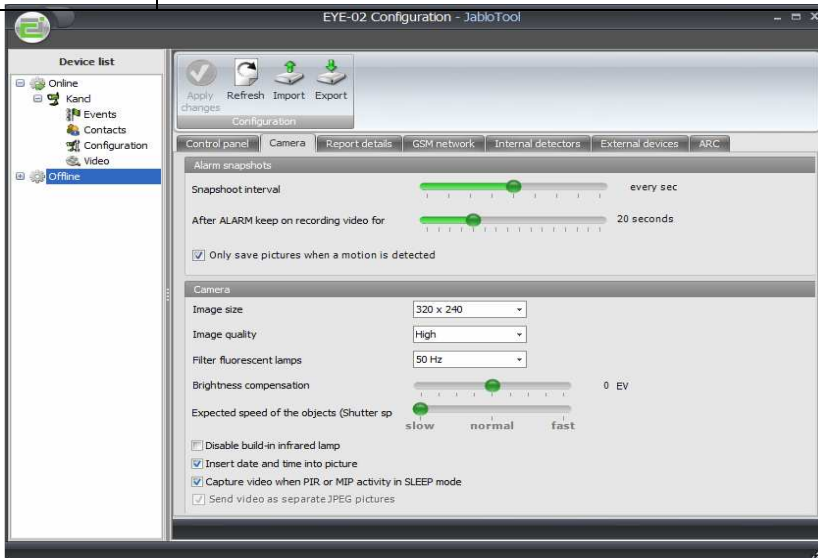 EYE-02 Configuration - JabloTool
Device list
Online
Kand
Events
Contacts
Configuration
Video
Offline
Apply changes
Refresh
Import
Export
Configuration
Control panel
Camera
Report details
GSM network
Internal detectors
External devices
ARC
Alarm snapshots
Snapshoot interval
every sec
After ALARM keep on recording video for
20 seconds
Only save pictures when a motion is detected
Camera
Image size
320 x 240
Image quality
High
Filter fluorescent lamps
50 Hz
Brightness compensation
0 EV
Expected speed of the objects (Shutter sp
slow normal fast
Disable build-in infrared lamp
Insert date and time into picture
Capture video when PIR or MIP activity in SLEEP mode
Send video as separate JPEG pictures